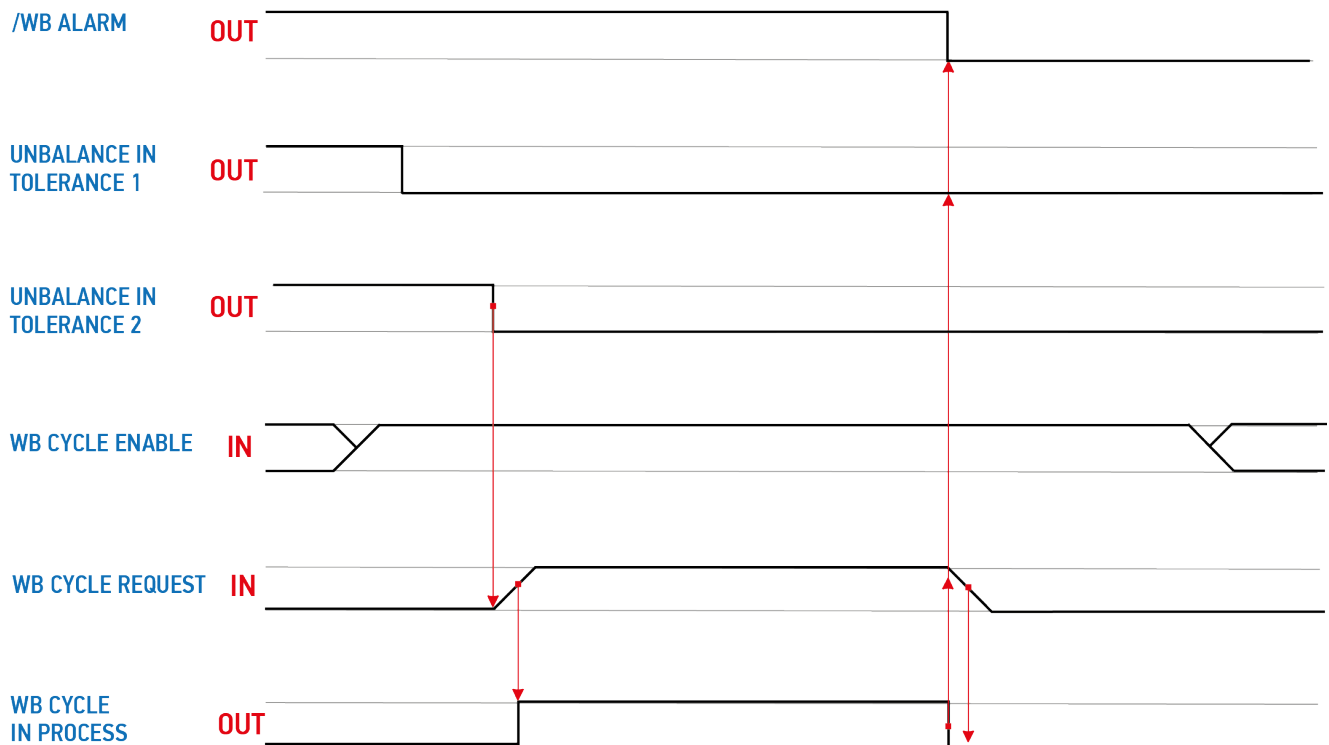 /WB ALARM OUT
UNBALANCE IN
TOLERANCE 1 OUT
UNBALANCE IN
TOLERANCE 2 OUT
WB CYCLE ENABLE IN
WB CYCLE REQUEST IN
WB CYCLE
IN PROCESS OUT